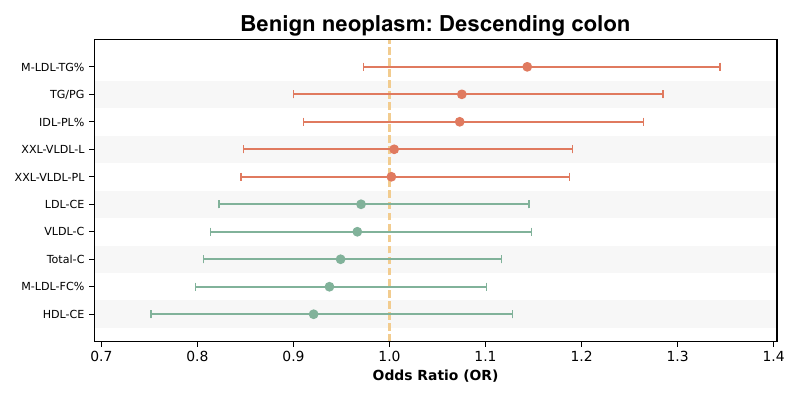 Benign neoplasm: Descending colon
M-LDL-TG%
TG/PG
IDL-PL%
XXL-VLDL-L
XXL-VLDL-PL
LDL-CE
VLDL-C
Total-C
M-LDL-FC%
HDL-CE
0.7 0.8 0.9 1.0 1.1 1.2 1.3 1.4
Odds Ratio (OR)